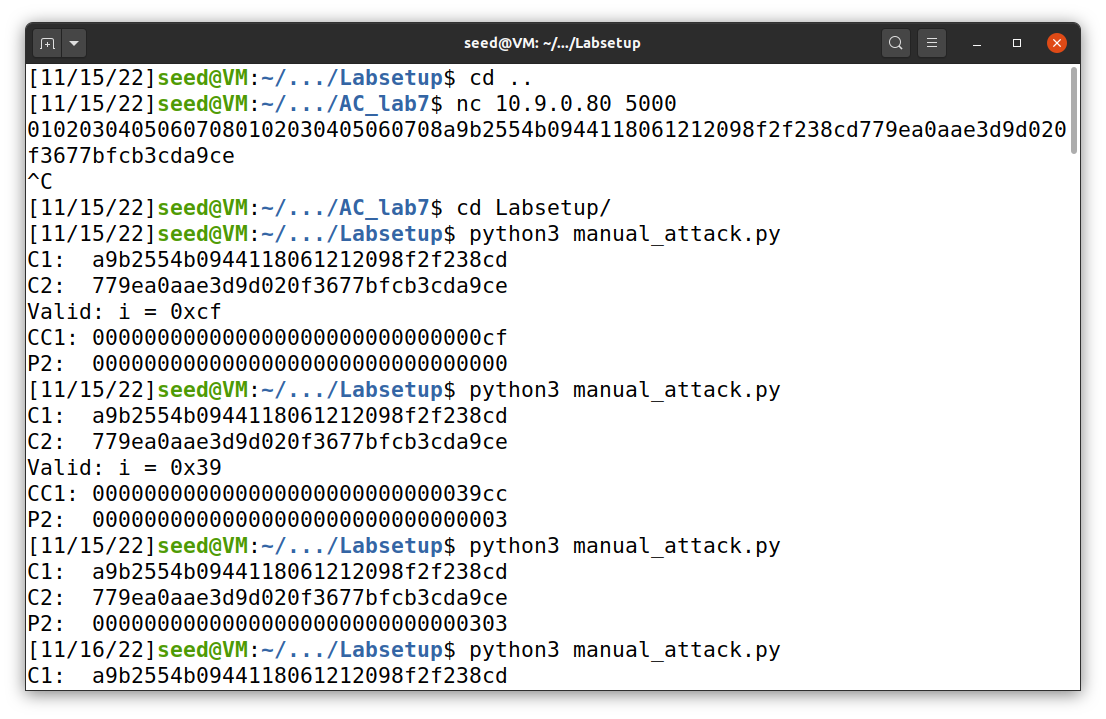 seed@VM: ~/.../Labsetup
[11/15/22]seed@VM:~/.../Labsetup$ cd ..
[11/15/22]seed@VM:~/.../AC_lab7$ nc 10.9.0.80 5000
01020304050607080102030405060708a9b2554b0944118061212098f2f238cd779ea0aae3d9d020
f3677bfcb3cda9ce
^C
[11/15/22]seed@VM:~/.../AC_lab7$ cd Labsetup/
[11/15/22]seed@VM:~/.../Labsetup$ python3 manual_attack.py
C1:  a9b2554b0944118061212098f2f238cd
C2:  779ea0aae3d9d020f3677bfcb3cda9ce
Valid: i = 0xcf
CC1: 000000000000000000000000000000cf
P2:  00000000000000000000000000000000
[11/15/22]seed@VM:~/.../Labsetup$ python3 manual_attack.py
C1:  a9b2554b0944118061212098f2f238cd
C2:  779ea0aae3d9d020f3677bfcb3cda9ce
Valid: i = 0x39
CC1: 000000000000000000000000000039cc
P2:  00000000000000000000000000000003
[11/15/22]seed@VM:~/.../Labsetup$ python3 manual_attack.py
C1:  a9b2554b0944118061212098f2f238cd
C2:  779ea0aae3d9d020f3677bfcb3cda9ce
P2:  00000000000000000000000000000303
[11/16/22]seed@VM:~/.../Labsetup$ python3 manual_attack.py
C1:  a9b2554b0944118061212098f2f238cd